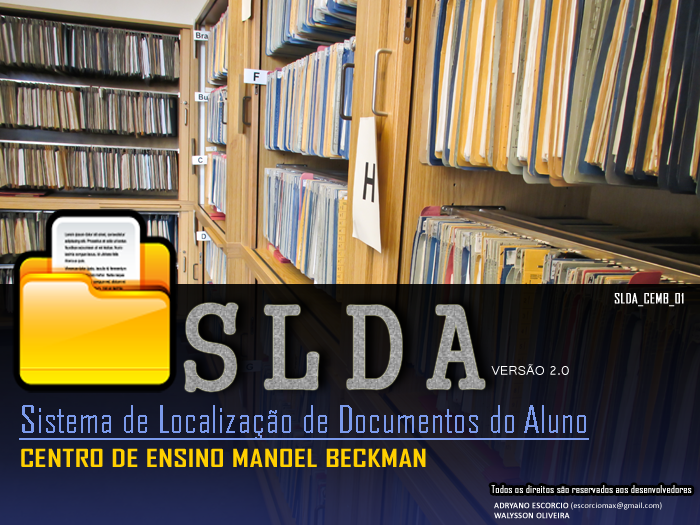 Bra
F
Bu
H
C
D
SLDA_CEMB_01
SLDA
VERSÃO 2.0
Sistema de Localização de Documentos do Aluno
CENTRO DE ENSINO MANOEL BECKMAN
Todos os direitos são reservados aos desenvolvedores
ADRYANO ESCORCIO (escorciomax@gmail.com)
WALYSSON OLIVEIRA